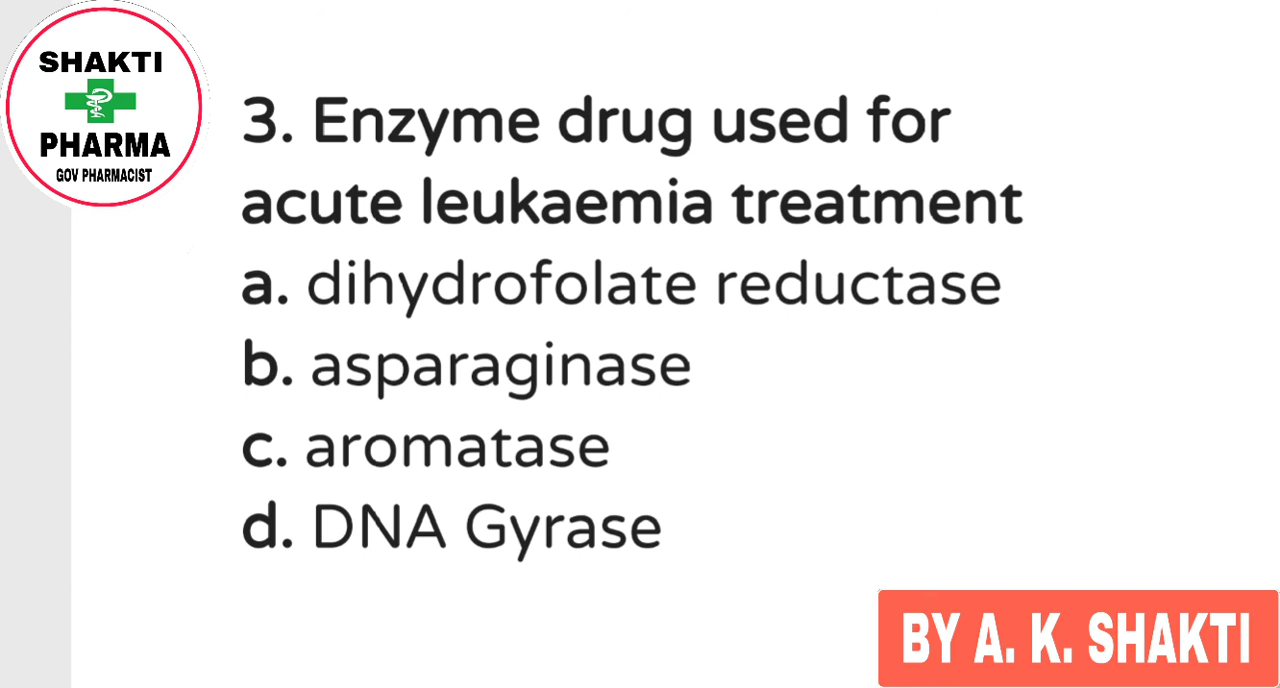 SHAKTI
PHARMA
GOV PHARMACIST
3. Enzyme drug used for
acute leukaemia treatment
a. dihydrofolate reductase
b. asparaginase
c. aromatase
d. DNA Gyrase
BY A. K. SHAKTI